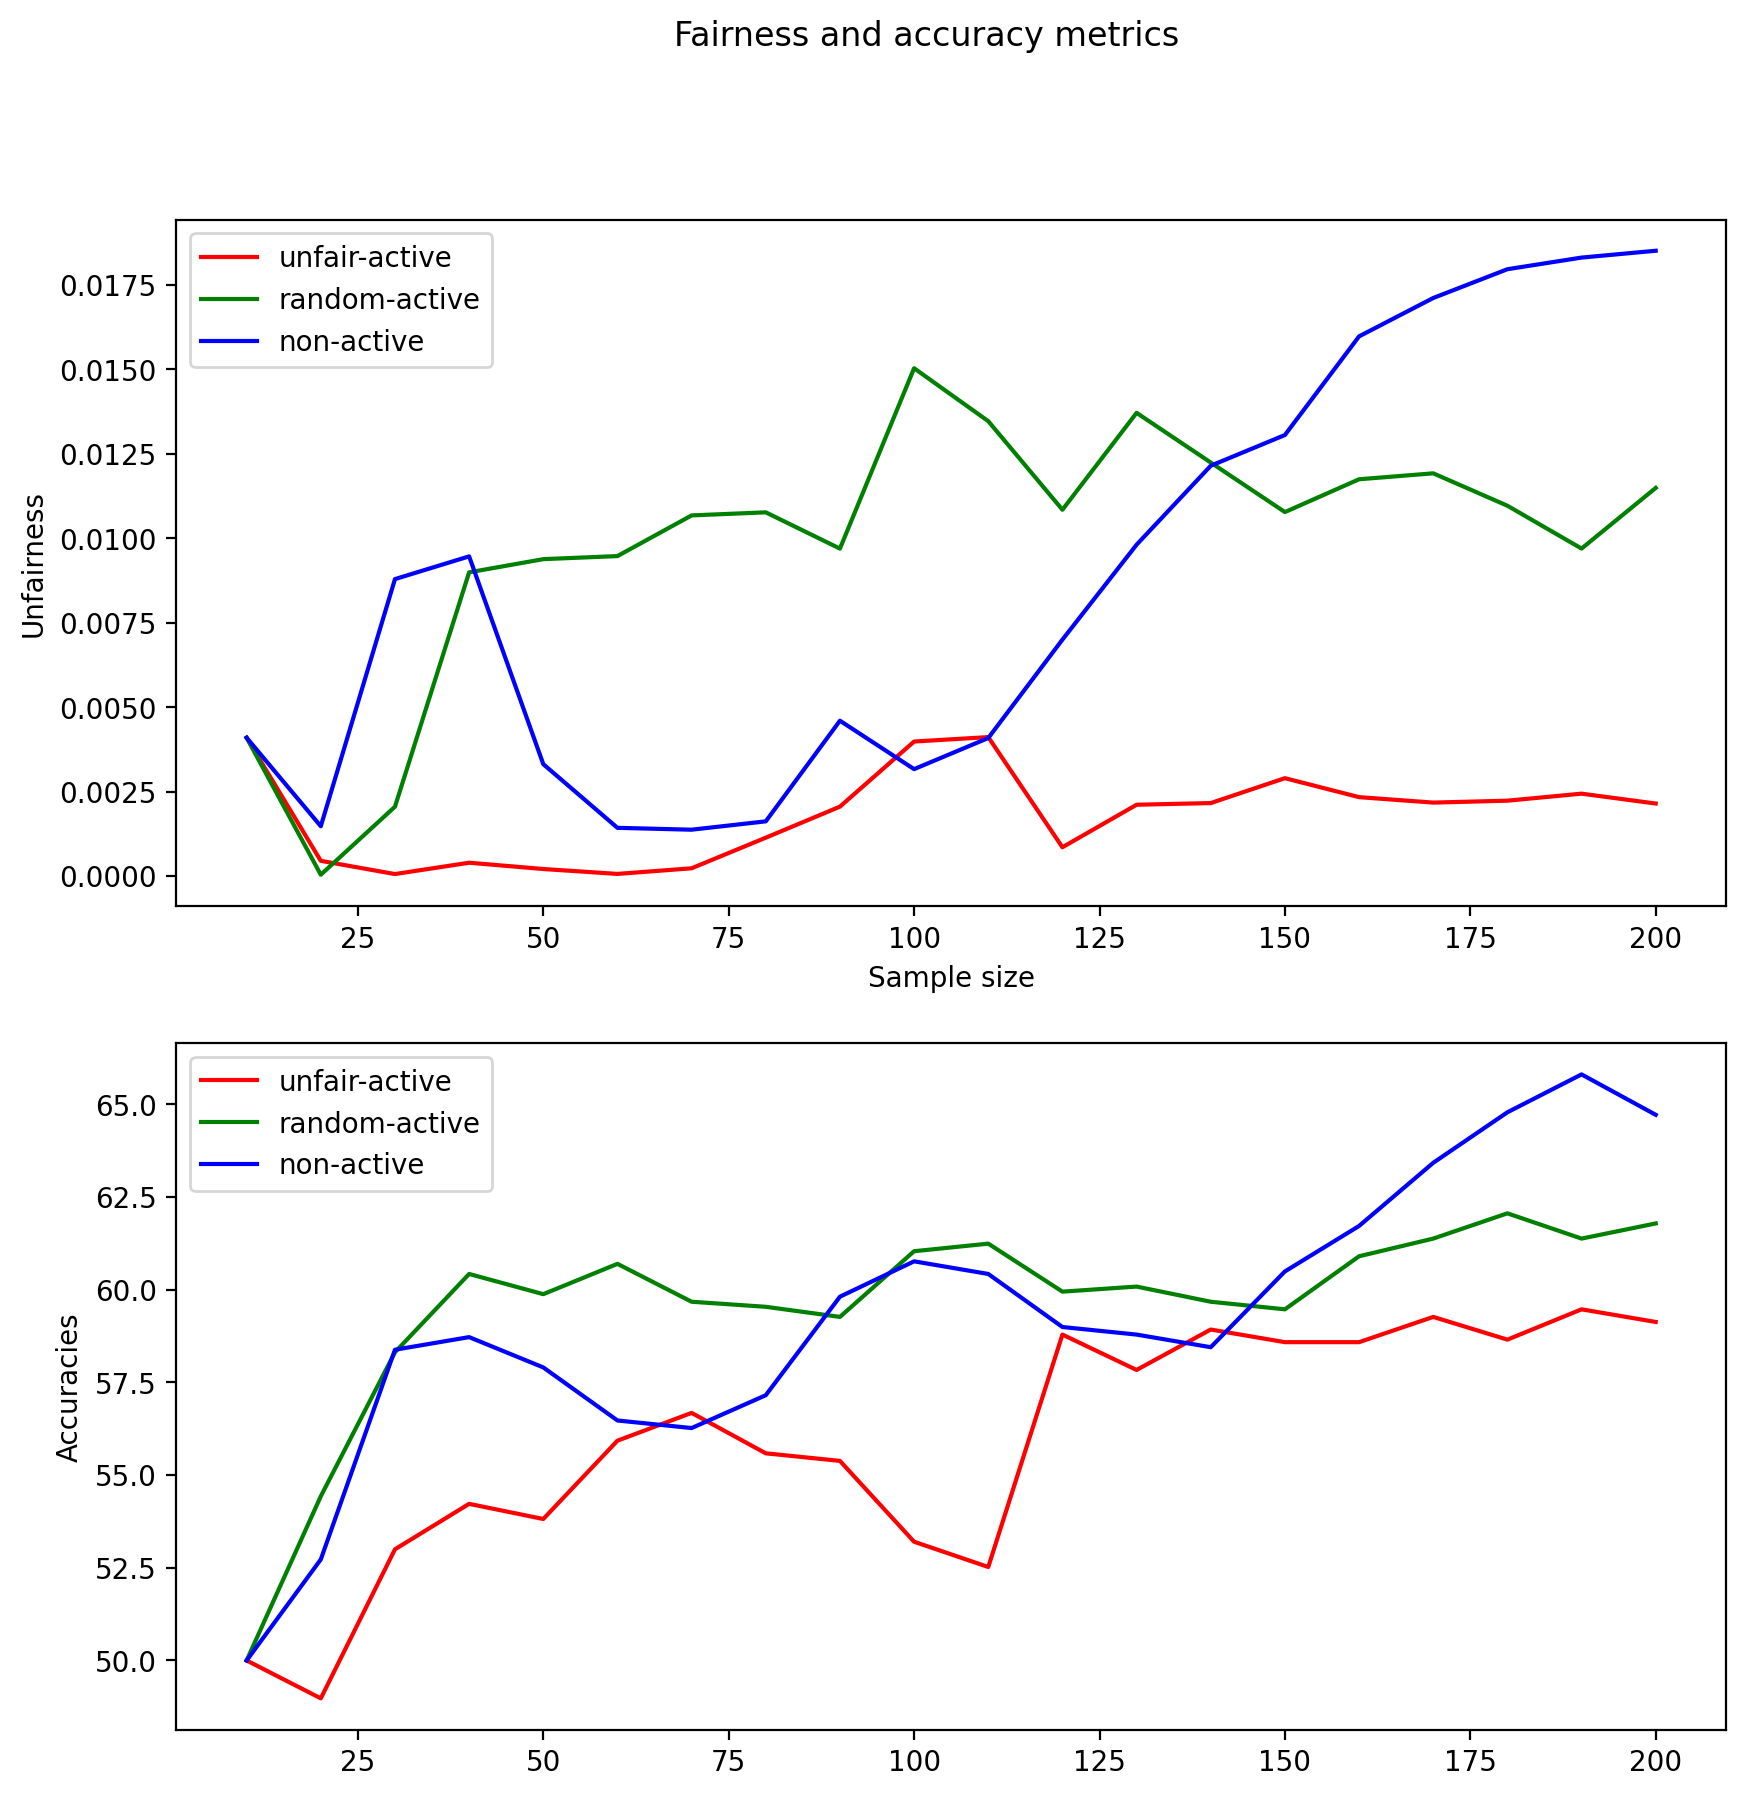 Fairness and accuracy metrics
unfair-active
random-active
non-active
0.0175
0.0150
0.0125
0.0100
0.0075
0.0050
0.0025
0.0000
Unfairness
25 50 75 100 125 150 175 200
Sample size
unfair-active
random-active
non-active
65.0
62.5
60.0
57.5
55.0
52.5
50.0
Accuracies
25 50 75 100 125 150 175 200